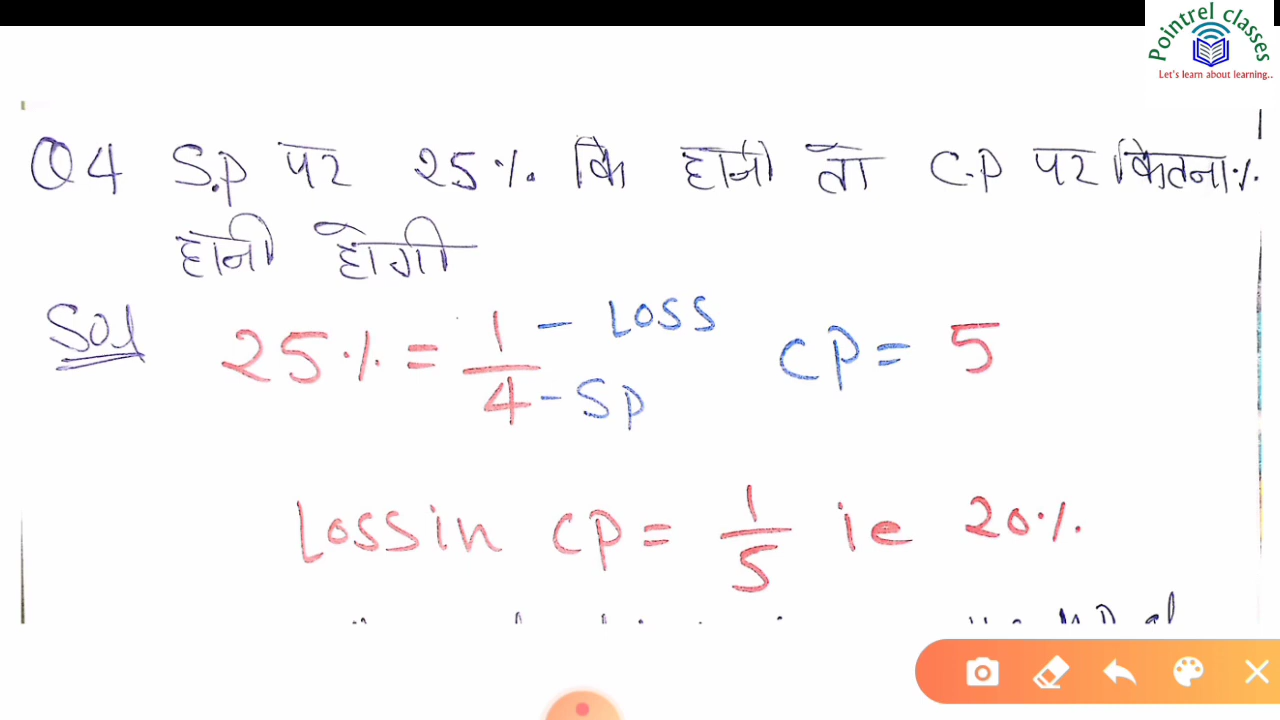 Pointrel classes
Let's learn about learning..
Q4 S.P पर 25%. कि हानी तो C.P पर कितना%
हानी होगी
Sol 25% = 1/4 - LOSS - SP CP = 5
Loss in CP = 1/5 ie 20%